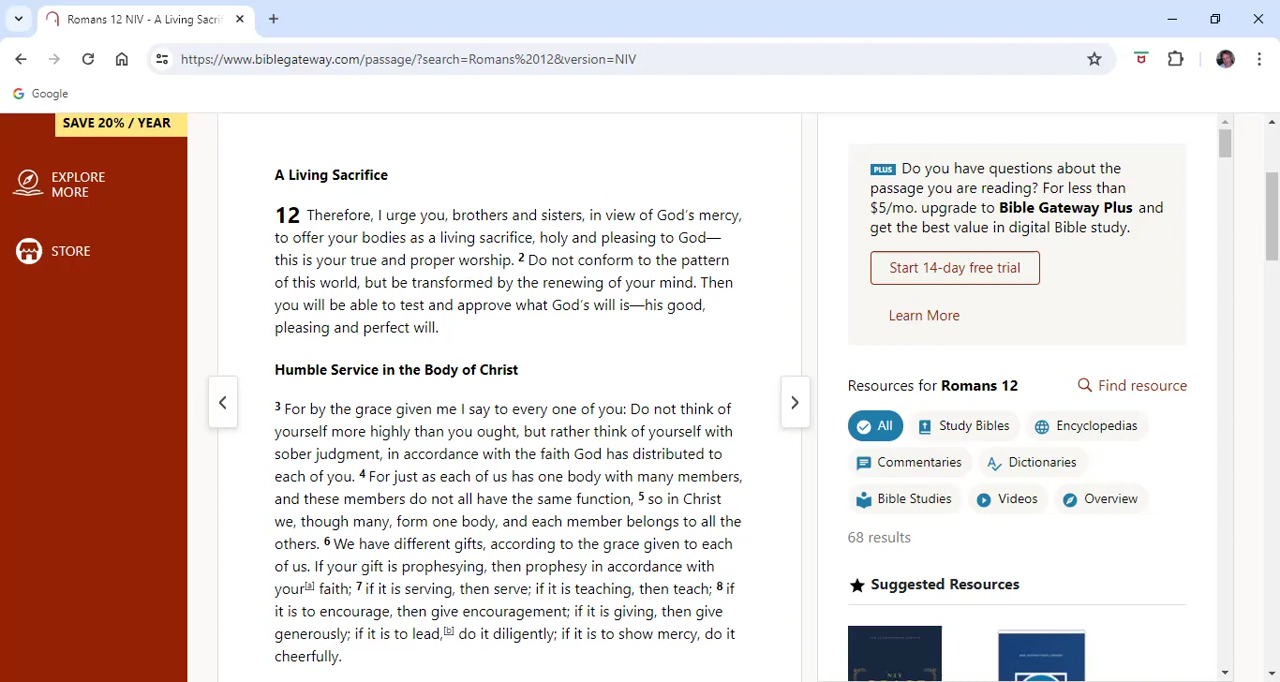 Romans 12 NIV - A Living Sacri
https://www.biblegateway.com/passage/?search=Romans%2012&version=NIV
Google
SAVE 20% / YEAR
EXPLORE
MORE
STORE
A Living Sacrifice
12 Therefore, I urge you, brothers and sisters, in view of God's mercy,
to offer your bodies as a living sacrifice, holy and pleasing to God—
this is your true and proper worship. 2 Do not conform to the pattern
of this world, but be transformed by the renewing of your mind. Then
you will be able to test and approve what God's will is—his good,
pleasing and perfect will.
Humble Service in the Body of Christ
3 For by the grace given me I say to every one of you: Do not think of
yourself more highly than you ought, but rather think of yourself with
sober judgment, in accordance with the faith God has distributed to
each of you. 4 For just as each of us has one body with many members,
and these members do not all have the same function, 5 so in Christ
we, though many, form one body, and each member belongs to all the
others. 6 We have different gifts, according to the grace given to each
of us. If your gift is prophesying, then prophesy in accordance with
your[a] faith; 7 if it is serving, then serve; if it is teaching, then teach; 8 if
it is to encourage, then give encouragement; if it is giving, then give
generously; if it is to lead,[b] do it diligently; if it is to show mercy, do it
cheerfully.
PLUS Do you have questions about the
passage you are reading? For less than
$5/mo. upgrade to Bible Gateway Plus and
get the best value in digital Bible study.
Start 14-day free trial
Learn More
Resources for Romans 12
Find resource
All
Study Bibles
Encyclopedias
Commentaries
Dictionaries
Bible Studies
Videos
Overview
68 results
Suggested Resources
NIV